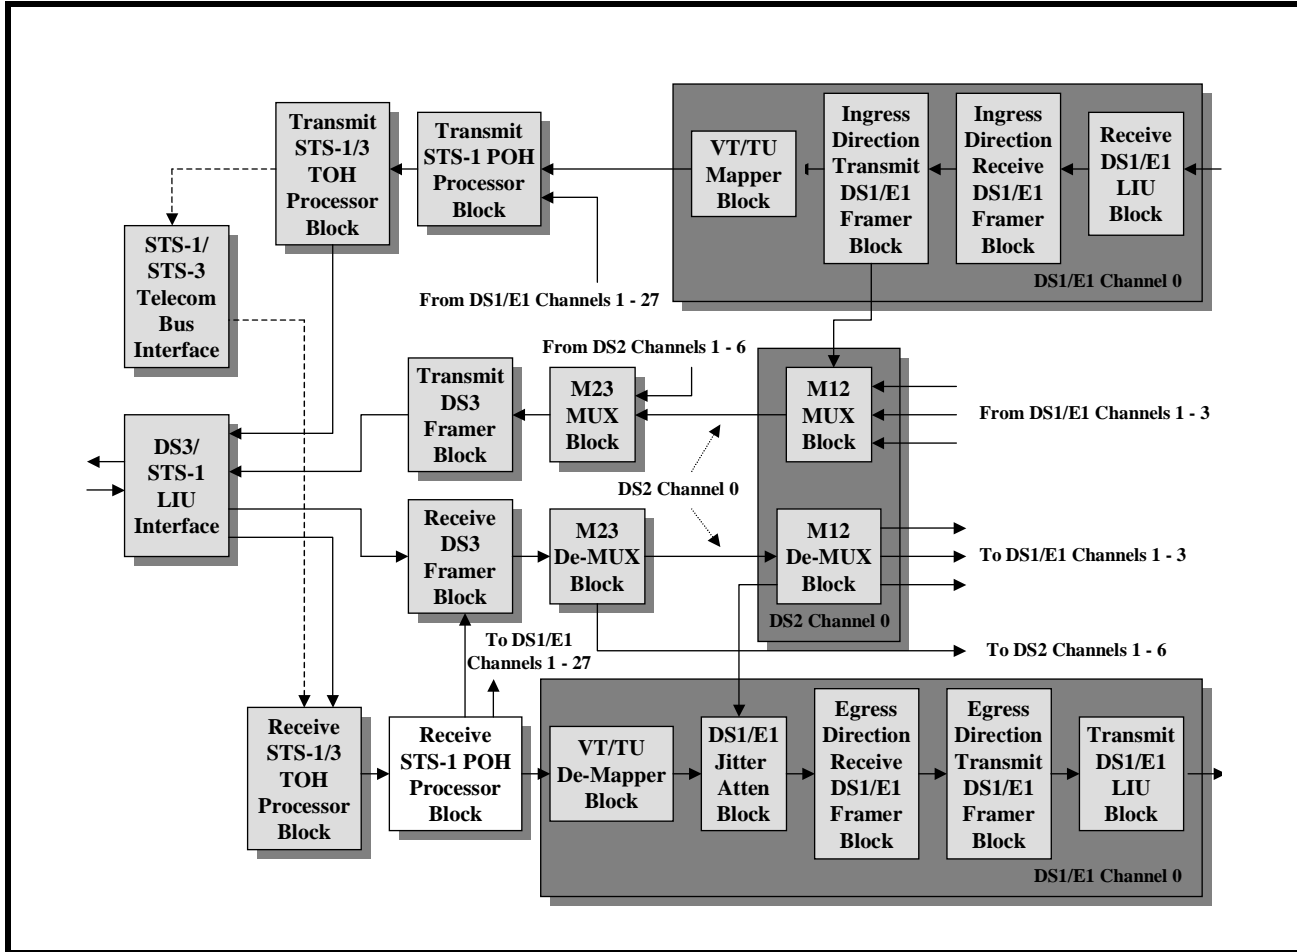 Transmit
STS-1/3
TOH
Processor
Block
Transmit
STS-1 POH
Processor
Block
VT/TU
Mapper
Block
Ingress
Direction
Transmit
DS1/E1
Framer
Block
Ingress
Direction
Receive
DS1/E1
Framer
Block
Receive
DS1/E1
LIU
Block
DS1/E1 Channel 0
STS-1/
STS-3
Telecom
Bus
Interface
From DS1/E1 Channels 1 - 27
From DS2 Channels 1 - 6
Transmit
DS3
Framer
Block
M23
MUX
Block
M12
MUX
Block
From DS1/E1 Channels 1 - 3
DS3/
STS-1
LIU
Interface
DS2 Channel 0
Receive
DS3
Framer
Block
M23
De-MUX
Block
M12
De-MUX
Block
To DS1/E1 Channels 1 - 3
DS2 Channel 0
To DS1/E1
Channels 1 - 27
To DS2 Channels 1 - 6
Receive
STS-1/3
TOH
Processor
Block
Receive
STS-1 POH
Processor
Block
VT/TU
De-Mapper
Block
DS1/E1
Jitter
Atten
Block
Egress
Direction
Receive
DS1/E1
Framer
Block
Egress
Direction
Transmit
DS1/E1
Framer
Block
Transmit
DS1/E1
LIU
Block
DS1/E1 Channel 0